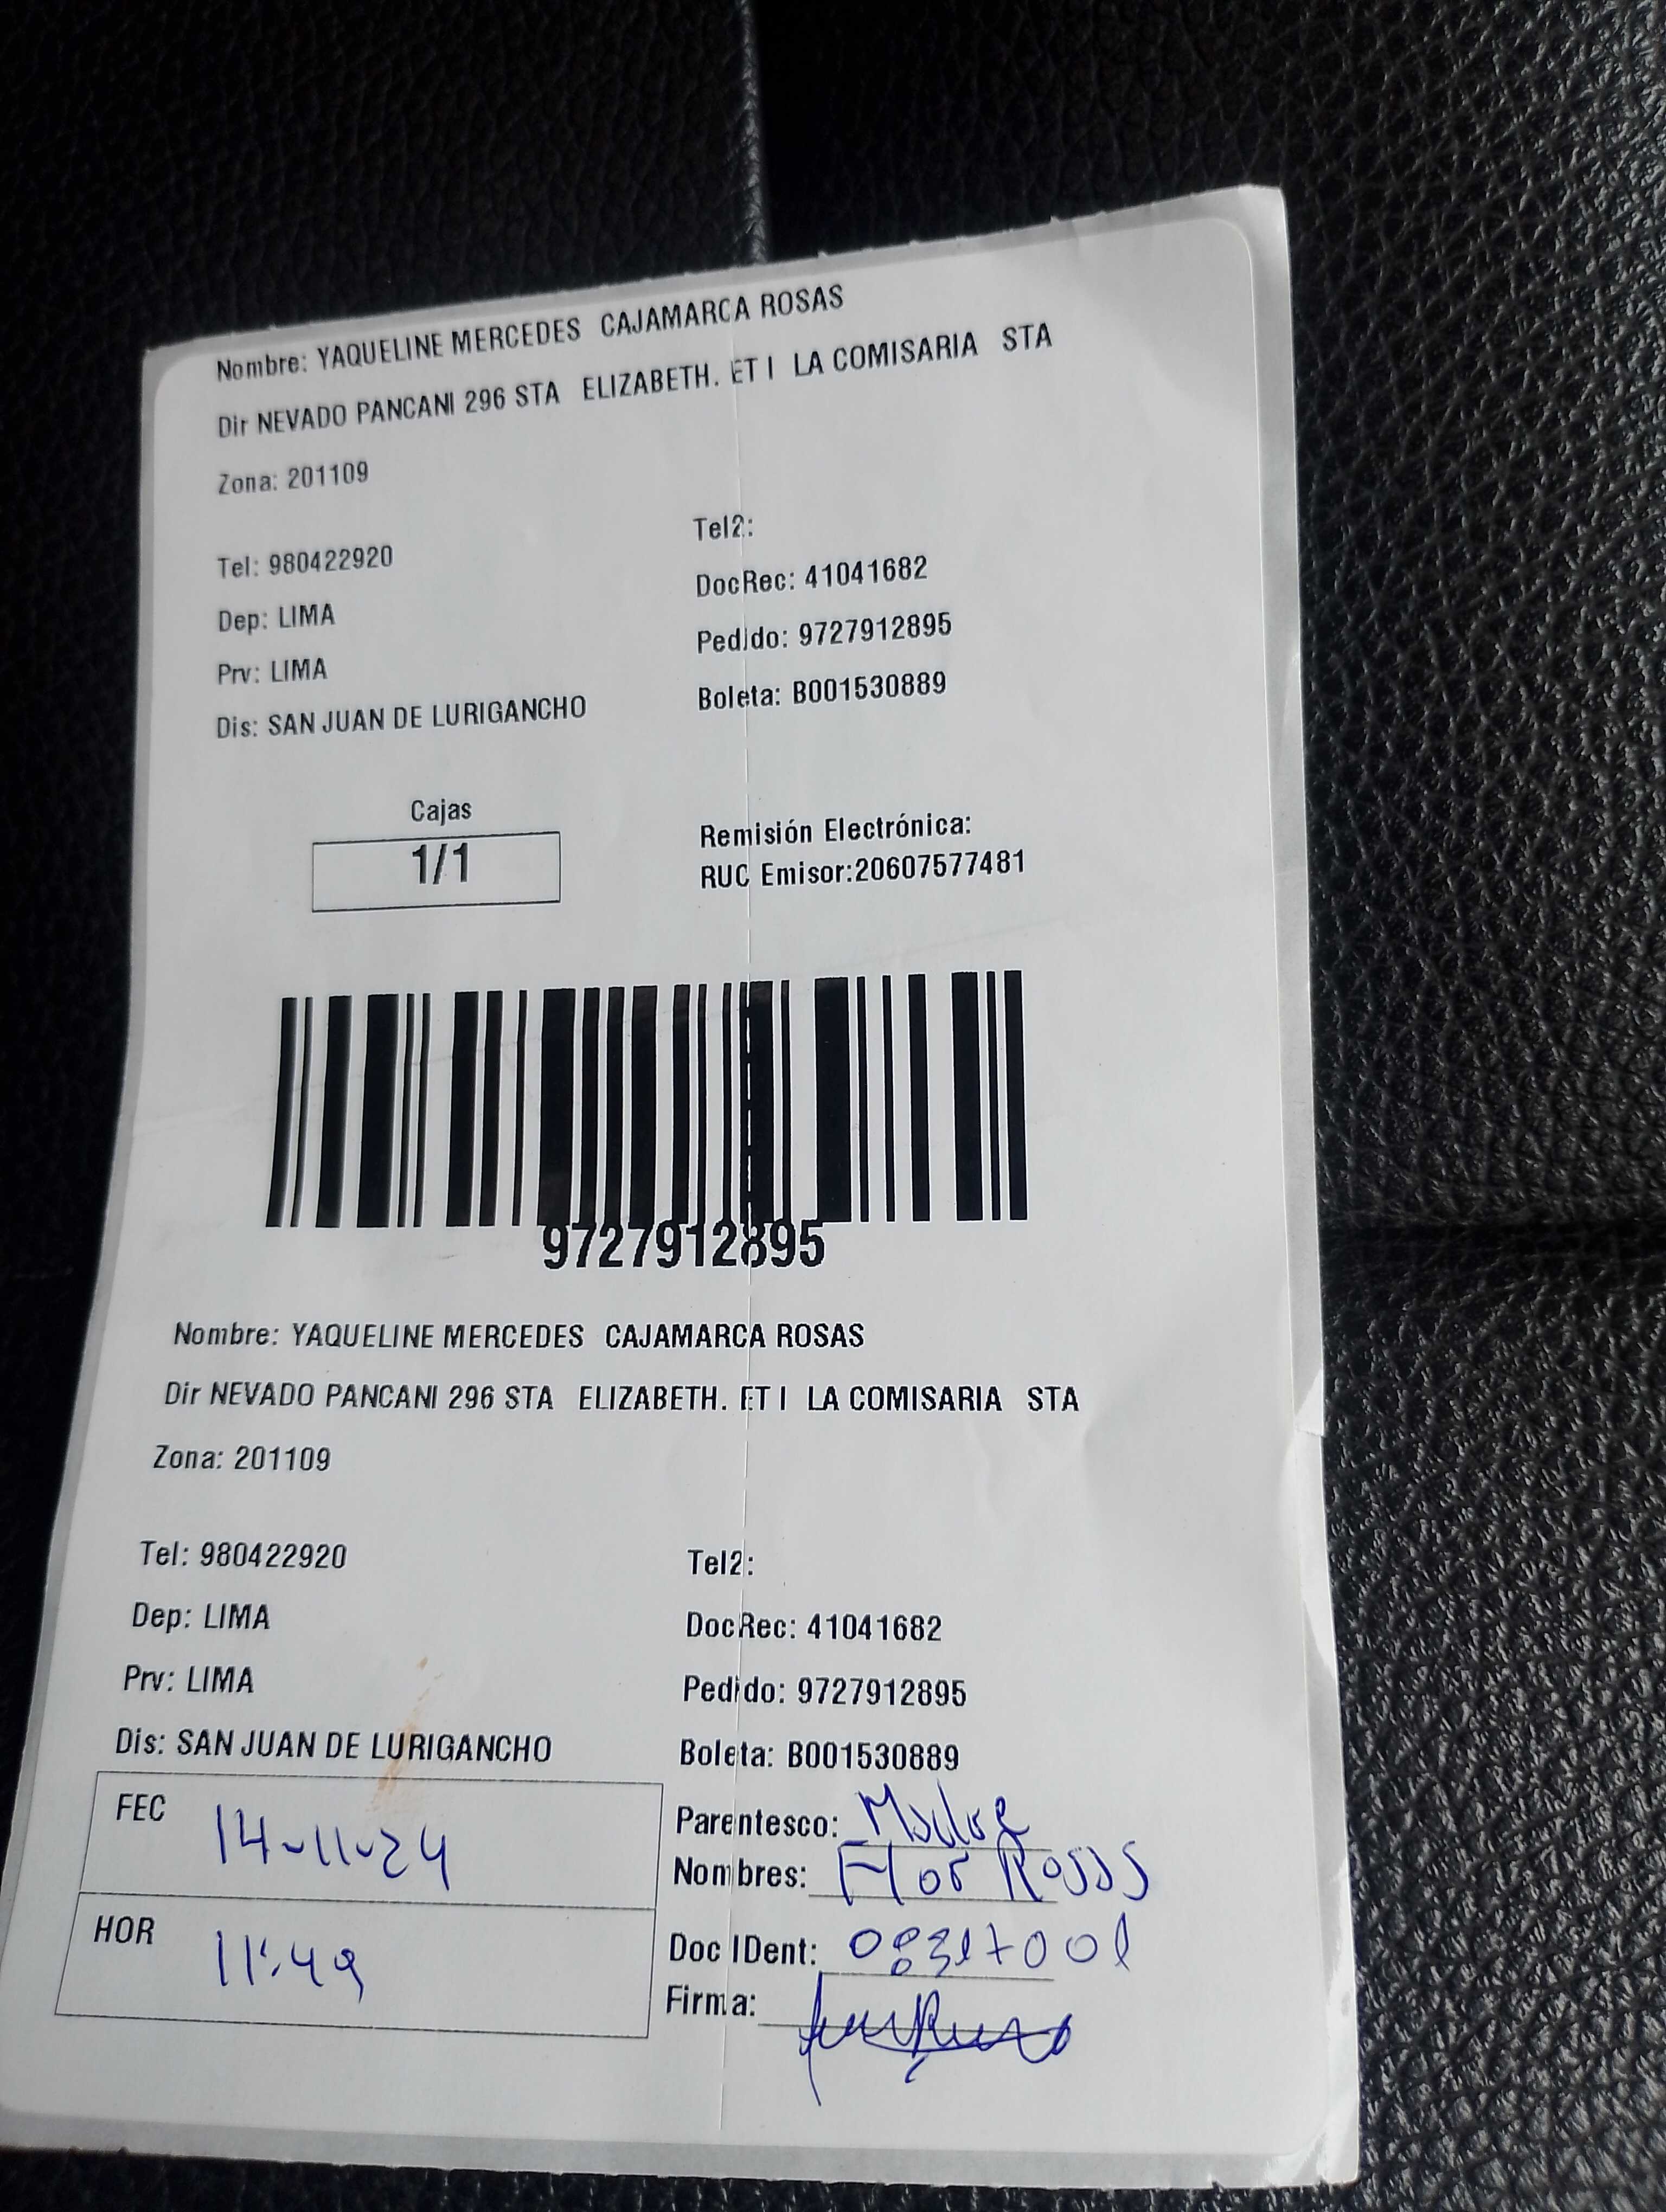 Nombre: YAQUELINE MERCEDES CAJAMARCA ROSAS
Dir NEVADO PANCANI 296 STA ELIZABETH. ET I LA COMISARIA STA
Zona: 201109
Tel2:
Tel: 980422920
DocRec: 41041682
Dep: LIMA
Pedido: 9727912895
Prv: LIMA
Boleta: B001530889
Dis: SAN JUAN DE LURIGANCHO
Cajas
1/1
Remisión Electrónica:
RUC Emisor:20607577481
9727912895
Nombre: YAQUELINE MERCEDES CAJAMARCA ROSAS
Dir NEVADO PANCANI 296 STA ELIZABETH. ET I LA COMISARIA STA
Zona: 201109
Tel: 980422920
Tel2:
Dep: LIMA
DocRec: 41041682
Prv: LIMA
Pedido: 9727912895
Dis: SAN JUAN DE LURIGANCHO
Boleta: B001530889
FEC 14-11-24
Parentesco: Madre
Nombres: Flor Rosas
HOR 11:49
Doc IDent:
Firma: